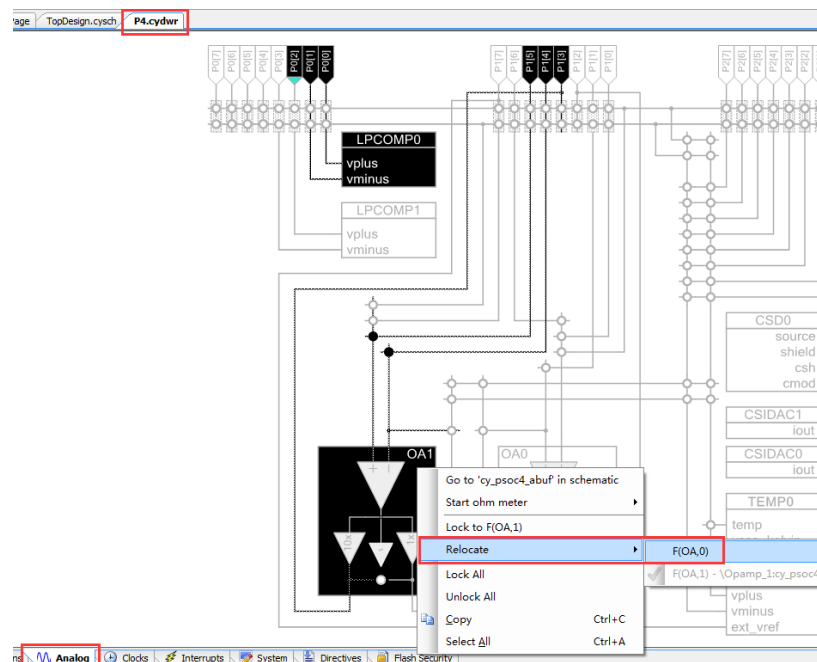 age TopDesign.cysch P4.cydwr
P0[7] P0[6] P0[5] P0[4] P0[3] P0[2] P0[1] P0[0] P1[7] P1[6] P1[5] P1[4] P1[3] P1[2] P1[1] P1[0] P2[7] P2[6] P2[5] P2[4] P2[3] P2[2]
LPCOMP0
vplus
vminus
LPCOMP1
vplus
vminus
CSD0
source
shield
csh
cmod
CSIDAC1
iout
CSIDAC0
iout
TEMP0
temp
vplus
vminus
ext_vref
OA1
+ -
10x
1x
OA0
Go to 'cy_psoc4_abuf' in schematic
Start ohm meter
Lock to F(OA,1)
Relocate
F(OA,0)
F(OA,1) - \Opamp_1:cy_psoc4
Lock All
Unlock All
Copy Ctrl+C
Select All Ctrl+A
ns Analog Clocks Interrupts System Directives Flash Security